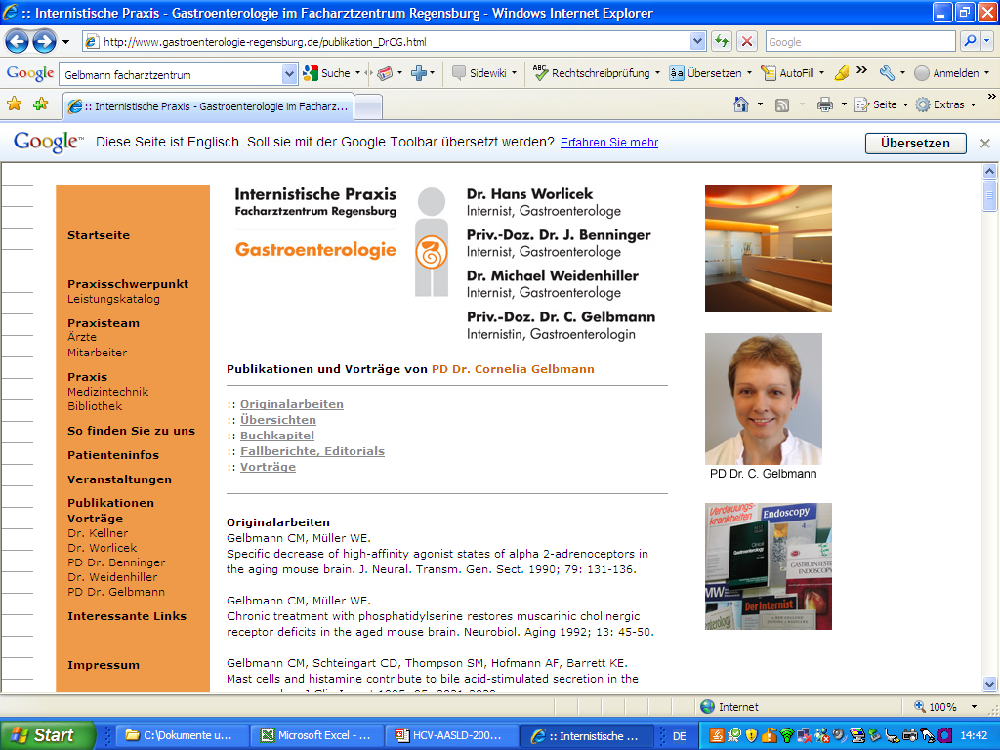 :: Internistische Praxis - Gastroenterologie im Facharztzentrum Regensburg - Windows Internet Explorer
http://www.gastroenterologie-regensburg.de/publikation_DrCG.html
Google
Google
Gelbmann facharztzentrum
Suche
Sidewiki
Rechtschreibprüfung
Übersetzen
AutoFill
Anmelden
:: Internistische Praxis - Gastroenterologie im Facharz...
Seite
Extras
Google™
Diese Seite ist Englisch. Soll sie mit der Google Toolbar übersetzt werden? Erfahren Sie mehr
Übersetzen
Startseite
Praxisschwerpunkt
Leistungskatalog
Praxisteam
Ärzte
Mitarbeiter
Praxis
Medizintechnik
Bibliothek
So finden Sie zu uns
Patienteninfos
Veranstaltungen
Publikationen
Vorträge
Dr. Kellner
Dr. Worlicek
PD Dr. Benninger
Dr. Weidenhiller
PD Dr. Gelbmann
Interessante Links
Impressum
Internistische Praxis
Facharztzentrum Regensburg
Gastroenterologie
Dr. Hans Worlicek
Internist, Gastroenterologe
Priv.-Doz. Dr. J. Benninger
Internist, Gastroenterologe
Dr. Michael Weidenhiller
Internist, Gastroenterologe
Priv.-Doz. Dr. C. Gelbmann
Internistin, Gastroenterologin
Publikationen und Vorträge von PD Dr. Cornelia Gelbmann
:: Originalarbeiten
:: Übersichten
:: Buchkapitel
:: Fallberichte, Editorials
:: Vorträge
Originalarbeiten
Gelbmann CM, Müller WE.
Specific decrease of high-affinity agonist states of alpha 2-adrenoceptors in
the aging mouse brain. J. Neural. Transm. Gen. Sect. 1990; 79: 131-136.
Gelbmann CM, Müller WE.
Chronic treatment with phosphatidylserine restores muscarinic cholinergic
receptor deficits in the aged mouse brain. Neurobiol. Aging 1992; 13: 45-50.
Gelbmann CM, Schteingart CD, Thompson SM, Hofmann AF, Barrett KE.
Mast cells and histamine contribute to bile acid-stimulated secretion in the
PD Dr. C. Gelbmann
Verdauungs-
krankheiten
Endoscopy
Gastroenterology
GASTROINTESTINAL
ENDOSCOPY
MW
Der Internist
Internet
100%
Start
C:\Dokumente u...
Microsoft Excel - ...
HCV-AASLD-200...
:: Internistische ...
DE
14:42